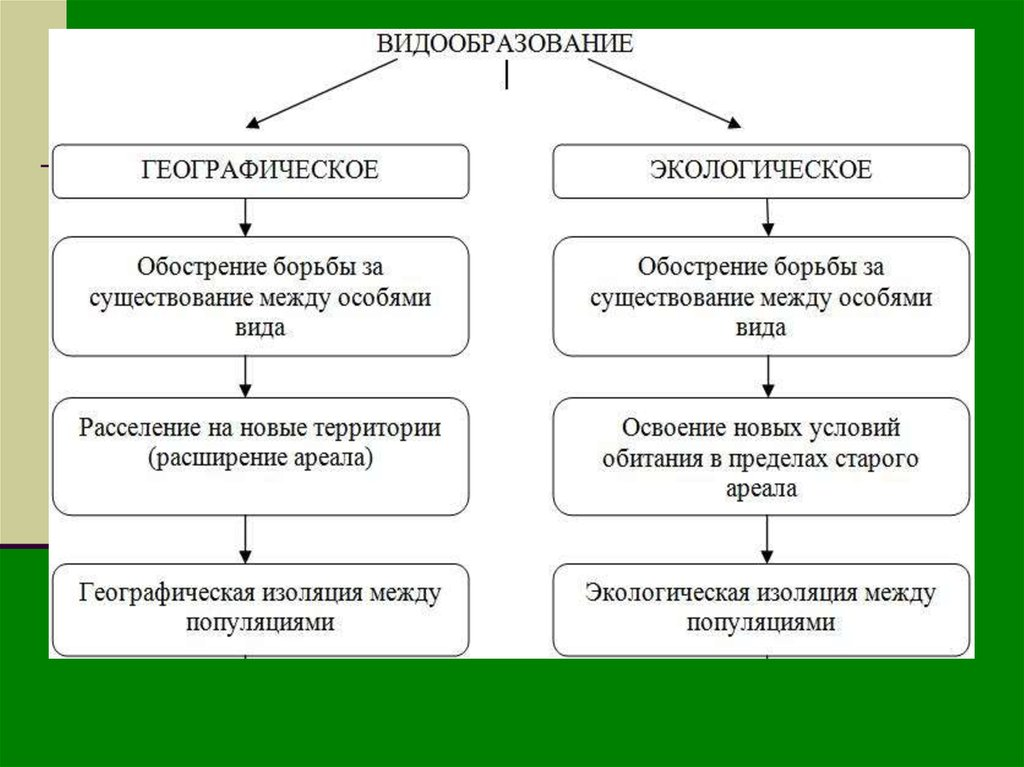 ВИДООБРАЗОВАНИЕ
ГЕОГРАФИЧЕСКОЕ
Обострение борьбы за
существование между особями
вида
Расселение на новые территории
(расширение ареала)
Географическая изоляция между
популяциями
ЭКОЛОГИЧЕСКОЕ
Обострение борьбы за
существование между особями
вида
Освоение новых условий
обитания в пределах старого
ареала
Экологическая изоляция между
популяциями